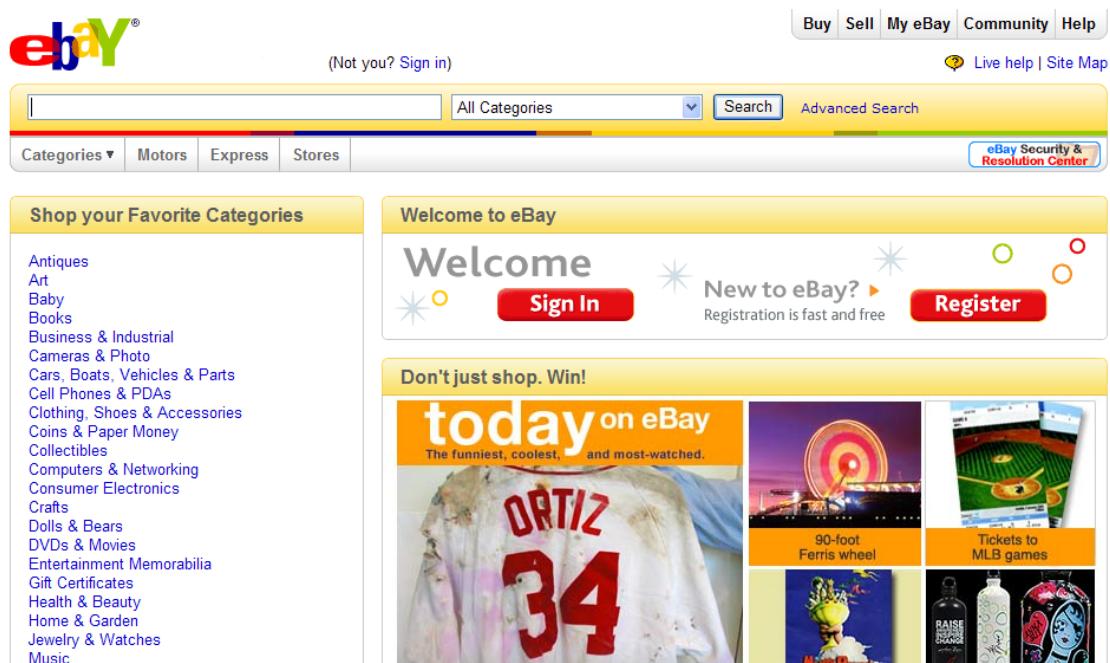 ebaY®
Buy Sell My eBay Community Help
(Not you? Sign in)
Live help | Site Map
All Categories
Search
Advanced Search
Categories ▼ Motors Express Stores
eBay Security &
Resolution Center
Shop your Favorite Categories
Antiques
Art
Baby
Books
Business & Industrial
Cameras & Photo
Cars, Boats, Vehicles & Parts
Cell Phones & PDAs
Clothing, Shoes & Accessories
Coins & Paper Money
Collectibles
Computers & Networking
Consumer Electronics
Crafts
Dolls & Bears
DVDs & Movies
Entertainment Memorabilia
Gift Certificates
Health & Beauty
Home & Garden
Jewelry & Watches
Music
Welcome to eBay
Welcome
Sign In
New to eBay?
Registration is fast and free
Register
Don't just shop. Win!
today on eBay
The funniest, coolest, and most-watched.
ORTIZ
34
90-foot
Ferris wheel
Tickets to
MLB games
RAISE
INSPIRE
CHANGE